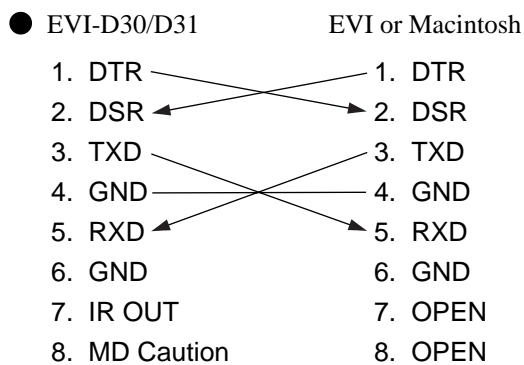 ● EVI-D30/D31 EVI or Macintosh
1. DTR 1. DTR
2. DSR 2. DSR
3. TXD 3. TXD
4. GND 4. GND
5. RXD 5. RXD
6. GND 6. GND
7. IR OUT 7. OPEN
8. MD Caution 8. OPEN